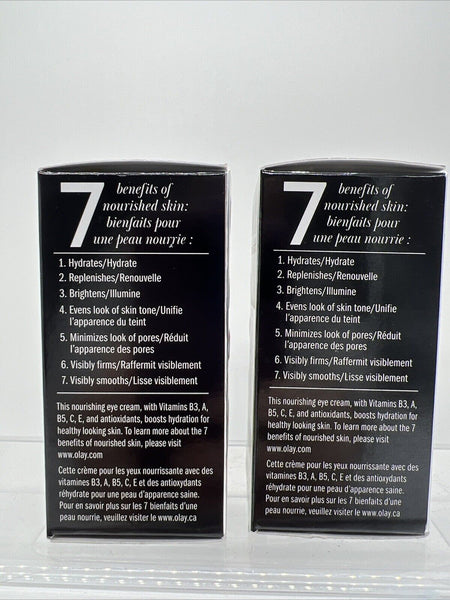 7 benefits of
nourished skin:
bienfaits pour
une peau nourrie :
1. Hydrates/Hydrate
2. Replenishes/Renouvelle
3. Brightens/Illumine
4. Evens look of skin tone/Unifie
l'apparence du teint
5. Minimizes look of pores/Réduit
l'apparence des pores
6. Visibly firms/Raffermit visiblement
7. Visibly smooths/Lisse visiblement
This nourishing eye cream, with Vitamins B3, A,
B5, C, E, and antioxidants, boosts hydration for
healthy looking skin. To learn more about the 7
benefits of nourished skin, please visit
www.olay.com
Cette crème pour les yeux nourrissante avec des
vitamines B3, A, B5, C, E et des antioxydants
réhydrate pour une peau d'apparence saine.
Pour en savoir plus sur les 7 bienfaits d'une
peau nourrie, veuillez visiter le www.olay.ca
7 benefits of
nourished skin:
bienfaits pour
une peau nourrie :
1. Hydrates/Hydrate
2. Replenishes/Renouvelle
3. Brightens/Illumine
4. Evens look of skin tone/Unifie
l'apparence du teint
5. Minimizes look of pores/Réduit
l'apparence des pores
6. Visibly firms/Raffermit visiblement
7. Visibly smooths/Lisse visiblement
This nourishing eye cream, with Vitamins B3, A,
B5, C, E, and antioxidants, boosts hydration for
healthy looking skin. To learn more about the 7
benefits of nourished skin, please visit
www.olay.com
Cette crème pour les yeux nourrissante avec des
vitamines B3, A, B5, C, E et des antioxydants
réhydrate pour une peau d'apparence saine.
Pour en savoir plus sur les 7 bienfaits d'une
peau nourrie, veuillez visiter le www.olay.ca